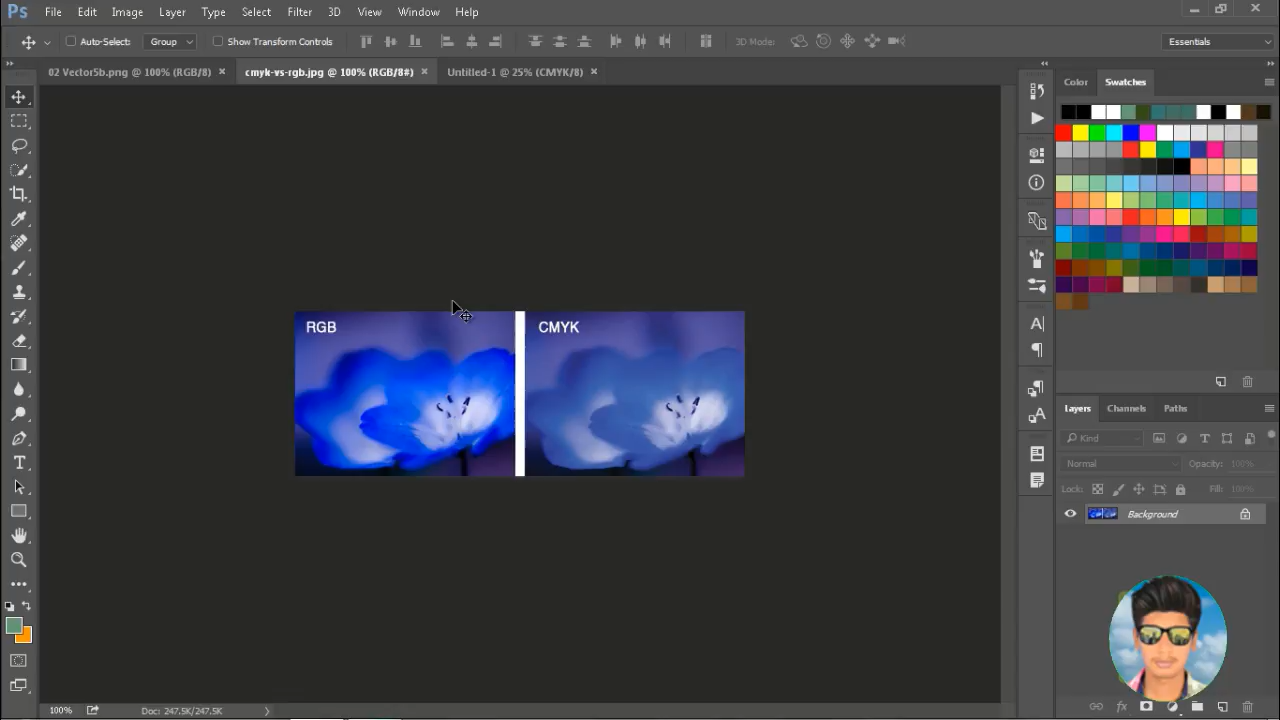 Ps File Edit Image Layer Type Select Filter 3D View Window Help
Auto-Select: Group Show Transform Controls 3D Mode: Essentials
02 Vector5b.png @ 100% (RGB/8) × cmyk-vs-rgb.jpg @ 100% (RGB/8#) × Untitled-1 @ 25% (CMYK/8) ×
Color Swatches
RGB CMYK
Layers Channels Paths
Kind
Normal Opacity: 100%
Lock: Fill: 100%
Background
100% Doc: 247.5K/247.5K